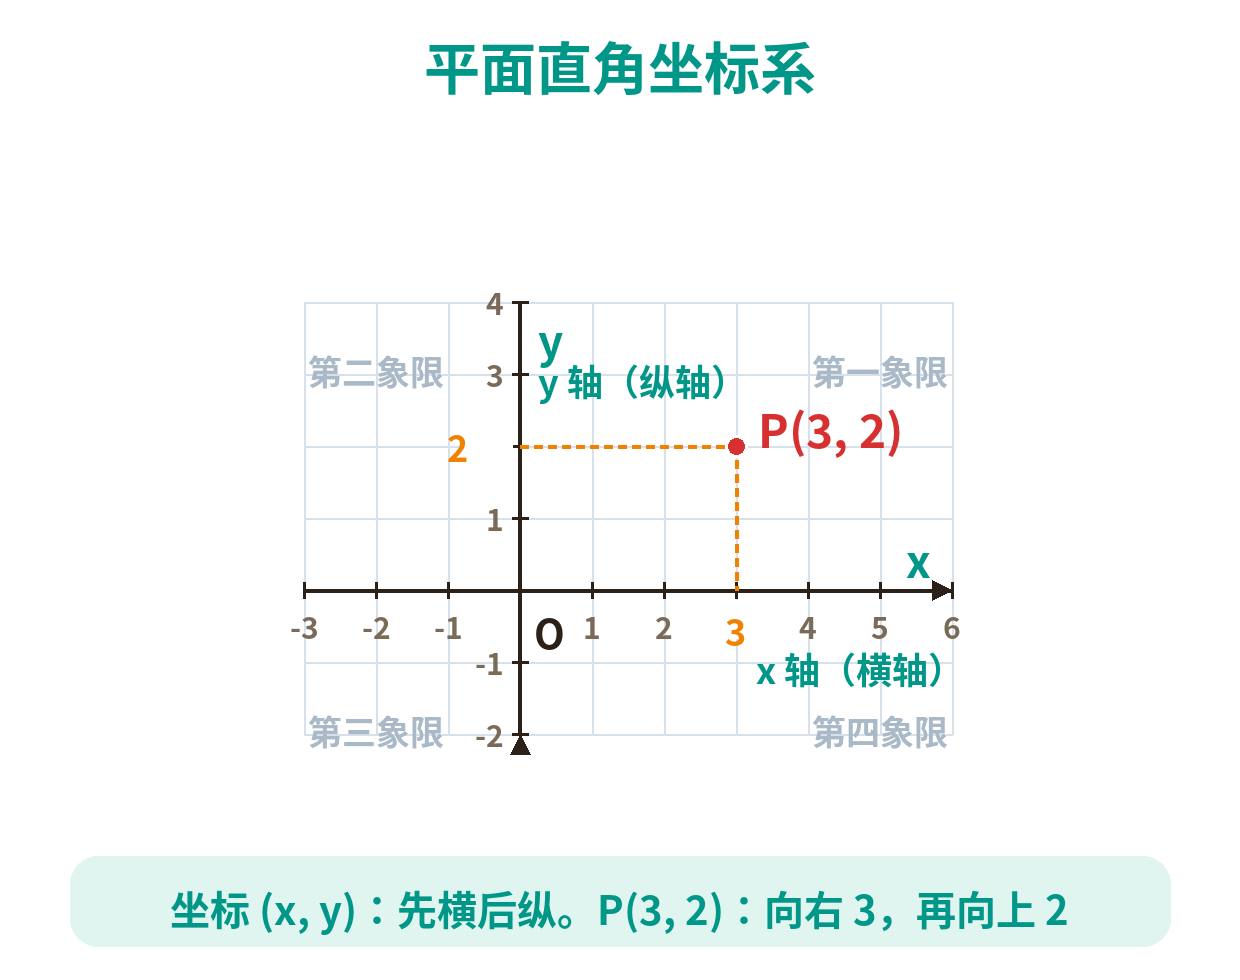 平面直角坐标系
4
y
第二象限
3
y 轴（纵轴）
第一象限
P(3, 2)
2
1
x
-3 -2 -1 O 1 2 3 4 5 6
-1
x 轴（横轴）
第三象限
-2
第四象限
坐标 (x, y)：先横后纵。P(3, 2)：向右 3，再向上 2